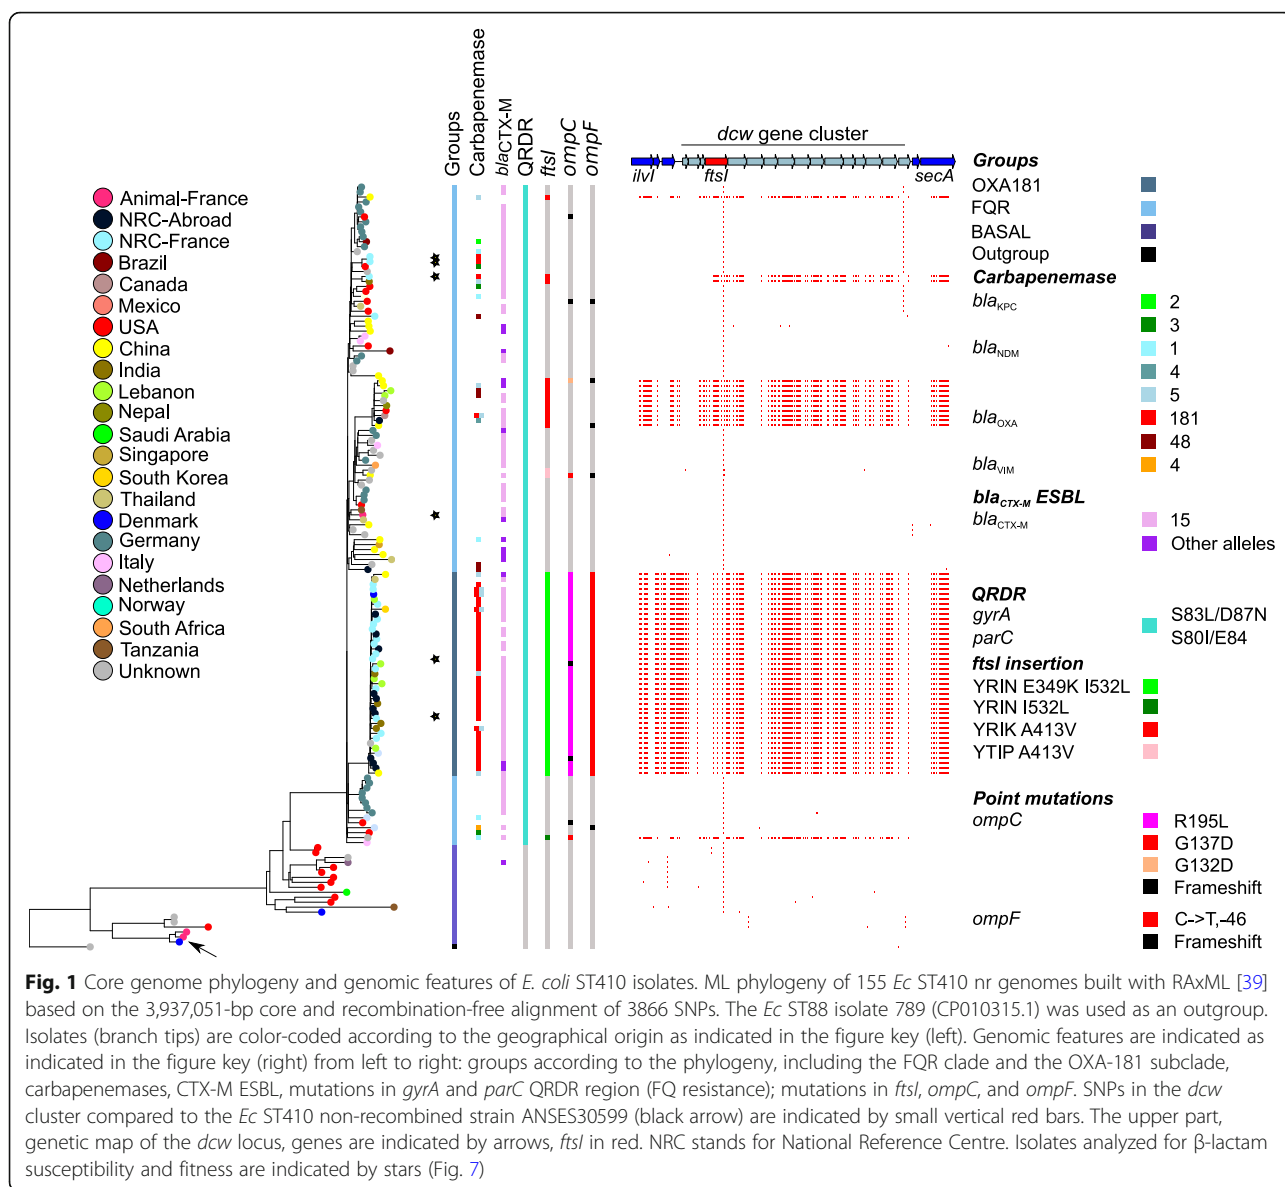 Groups
Carbapenemase
blaCTX-M
QRDR
ftsI
ompC
ompF
dcw gene cluster
ilvI
ftsI
secA
Animal-France
NRC-Abroad
NRC-France
Brazil
Canada
Mexico
USA
China
India
Lebanon
Nepal
Saudi Arabia
Singapore
South Korea
Thailand
Denmark
Germany
Italy
Netherlands
Norway
South Africa
Tanzania
Unknown
Groups
OXA181
FQR
BASAL
Outgroup
Carbapenemase
blaKPC 2
3
blaNDM 1
4
5
blaOXA 181
48
blaVIM 4
blaCTX-M ESBL
blaCTX-M 15
Other alleles
QRDR
gyrA S83L/D87N
parC S80I/E84
ftsI insertion
YRIN E349K I532L
YRIN I532L
YRIK A413V
YTIP A413V
Point mutations
ompC R195L
G137D
G132D
Frameshift
ompF C->T,-46
Frameshift
Fig. 1 Core genome phylogeny and genomic features of E. coli ST410 isolates. ML phylogeny of 155 Ec ST410 nr genomes built with RAxML [39]
based on the 3,937,051-bp core and recombination-free alignment of 3866 SNPs. The Ec ST88 isolate 789 (CP010315.1) was used as an outgroup.
Isolates (branch tips) are color-coded according to the geographical origin as indicated in the figure key (left). Genomic features are indicated as
indicated in the figure key (right) from left to right: groups according to the phylogeny, including the FQR clade and the OXA-181 subclade,
carbapenemases, CTX-M ESBL, mutations in gyrA and parC QRDR region (FQ resistance); mutations in ftsI, ompC, and ompF. SNPs in the dcw
cluster compared to the Ec ST410 non-recombined strain ANSES30599 (black arrow) are indicated by small vertical red bars. The upper part,
genetic map of the dcw locus, genes are indicated by arrows, ftsI in red. NRC stands for National Reference Centre. Isolates analyzed for β-lactam
susceptibility and fitness are indicated by stars (Fig. 7)